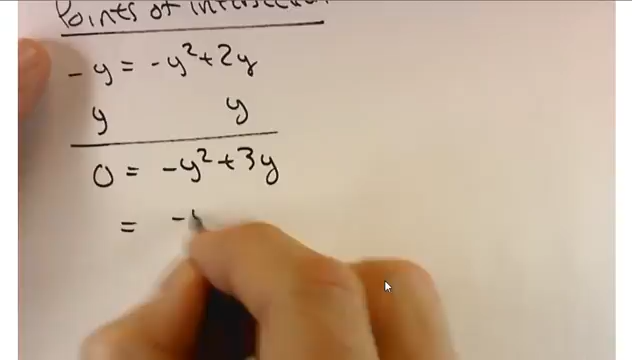 Points of intersection
- y = -y² + 2y
y y
0 = -y² + 3y
= -